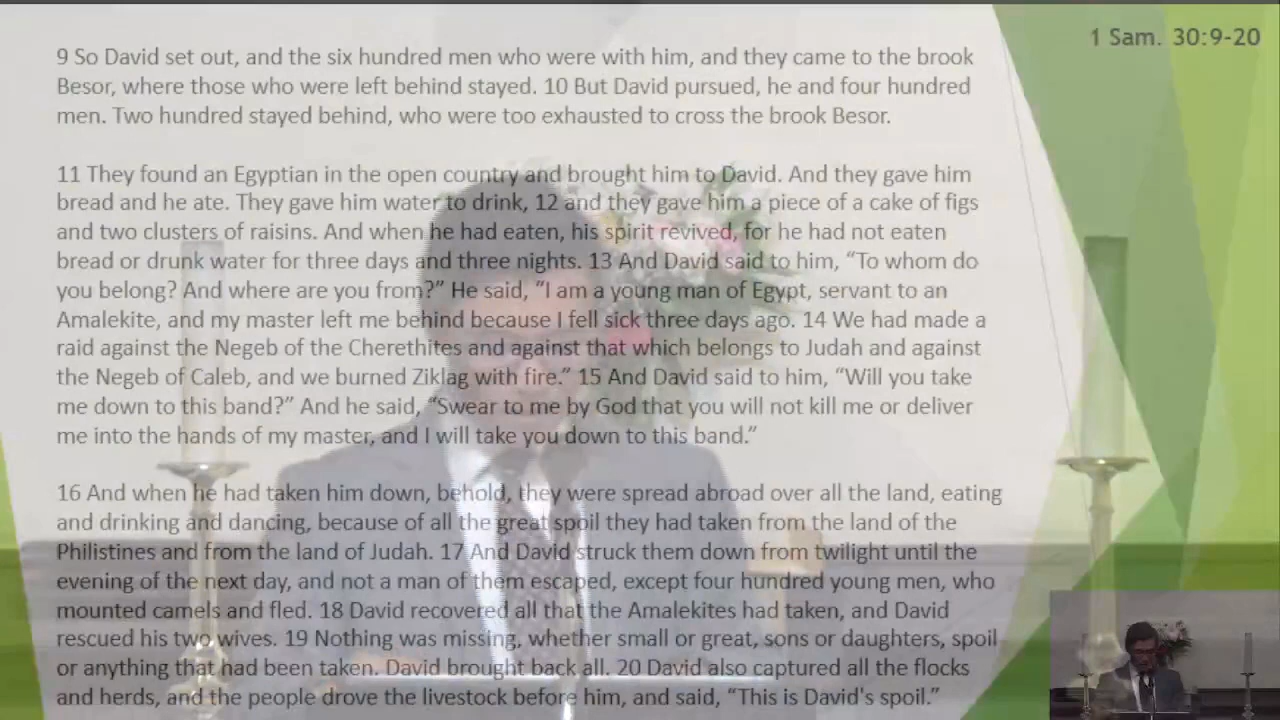 1 Sam. 30:9-20
9 So David set out, and the six hundred men who were with him, and they came to the brook
Besor, where those who were left behind stayed. 10 But David pursued, he and four hundred
men. Two hundred stayed behind, who were too exhausted to cross the brook Besor.
11 They found an Egyptian in the open country and brought him to David. And they gave him
bread and he ate. They gave him water to drink, 12 and they gave him a piece of a cake of figs
and two clusters of raisins. And when he had eaten, his spirit revived, for he had not eaten
bread or drunk water for three days and three nights. 13 And David said to him, “To whom do
you belong? And where are you from?” He said, “I am a young man of Egypt, servant to an
Amalekite, and my master left me behind because I fell sick three days ago. 14 We had made a
raid against the Negeb of the Cherethites and against that which belongs to Judah and against
the Negeb of Caleb, and we burned Ziklag with fire.” 15 And David said to him, “Will you take
me down to this band?” And he said, “Swear to me by God that you will not kill me or deliver
me into the hands of my master, and I will take you down to this band.”
16 And when he had taken him down, behold, they were spread abroad over all the land, eating
and drinking and dancing, because of all the great spoil they had taken from the land of the
Philistines and from the land of Judah. 17 And David struck them down from twilight until the
evening of the next day, and not a man of them escaped, except four hundred young men, who
mounted camels and fled. 18 David recovered all that the Amalekites had taken, and David
rescued his two wives. 19 Nothing was missing, whether small or great, sons or daughters, spoil
or anything that had been taken. David brought back all. 20 David also captured all the flocks
and herds, and the people drove the livestock before him, and said, “This is David's spoil.”